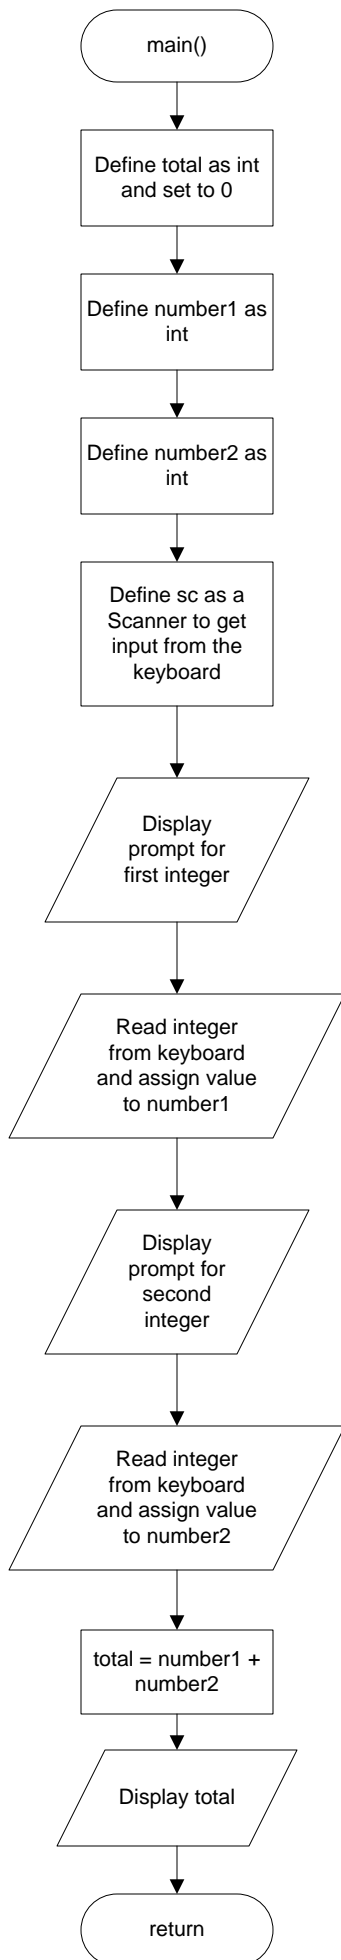 main()
Define total as int
and set to 0
Define number1 as
int
Define number2 as
int
Define sc as a
Scanner to get
input from the
keyboard
Display
prompt for
first integer
Read integer
from keyboard
and assign value
to number1
Display
prompt for
second
integer
Read integer
from keyboard
and assign value
to number2
total = number1 +
number2
Display total
return